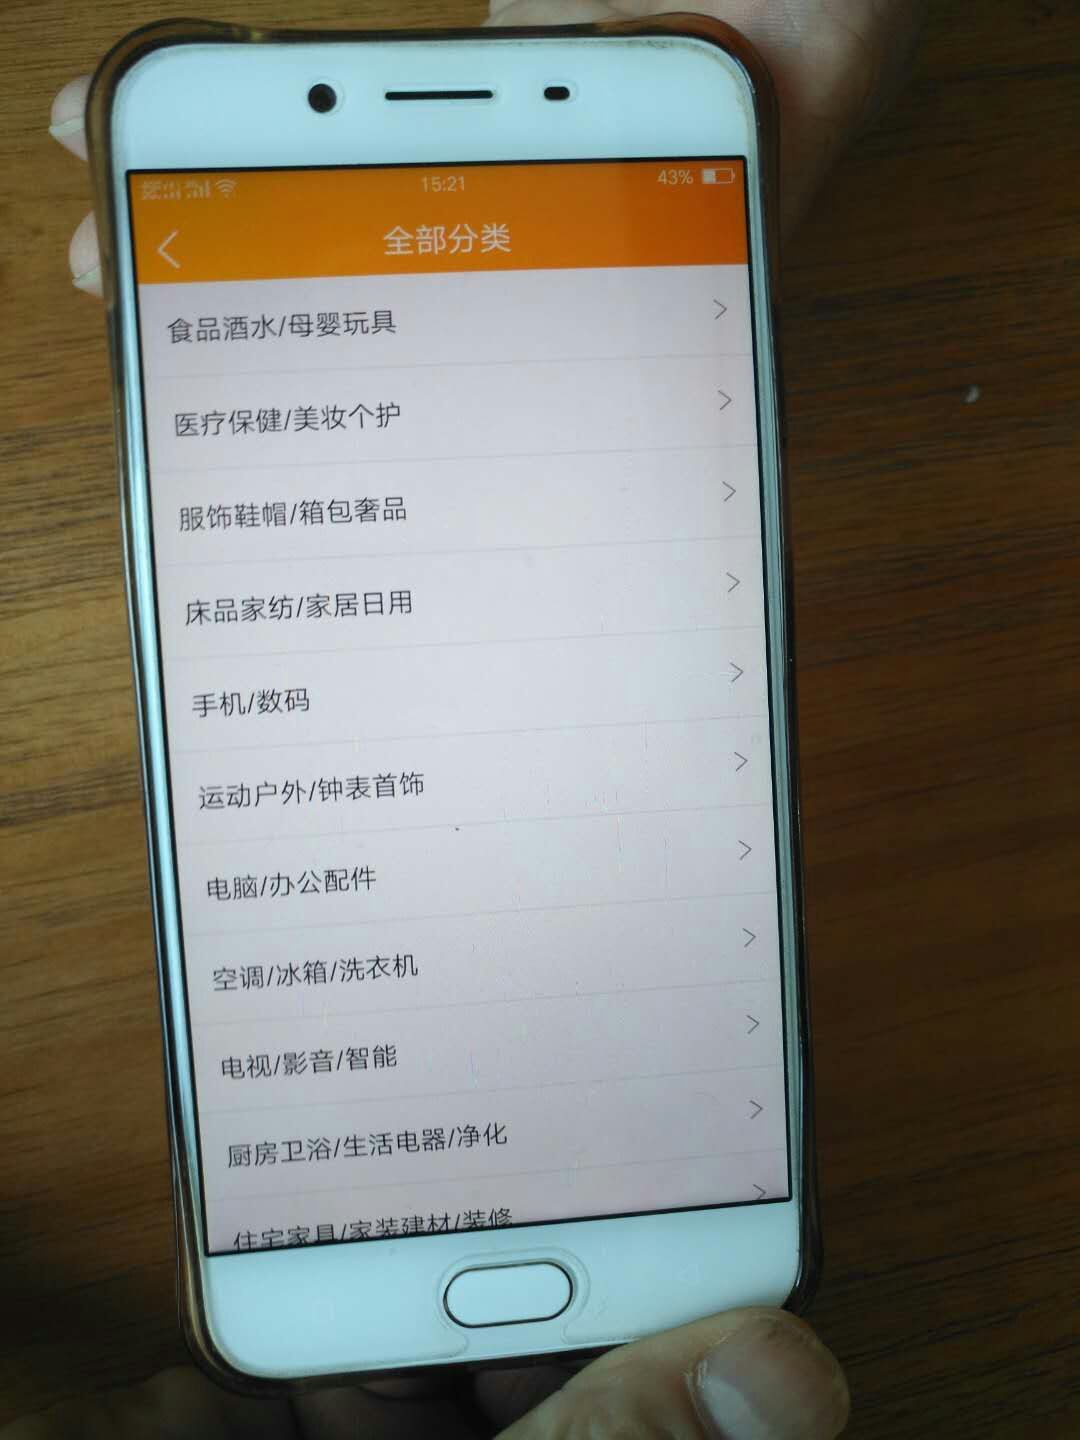 15:21
43%
全部分类
食品酒水/母婴玩具
医疗保健/美妆个护
服饰鞋帽/箱包奢品
床品家纺/家居日用
手机/数码
运动户外/钟表首饰
电脑/办公配件
空调/冰箱/洗衣机
电视/影音/智能
厨房卫浴/生活电器/净化
住宅家具/家装建材/装修